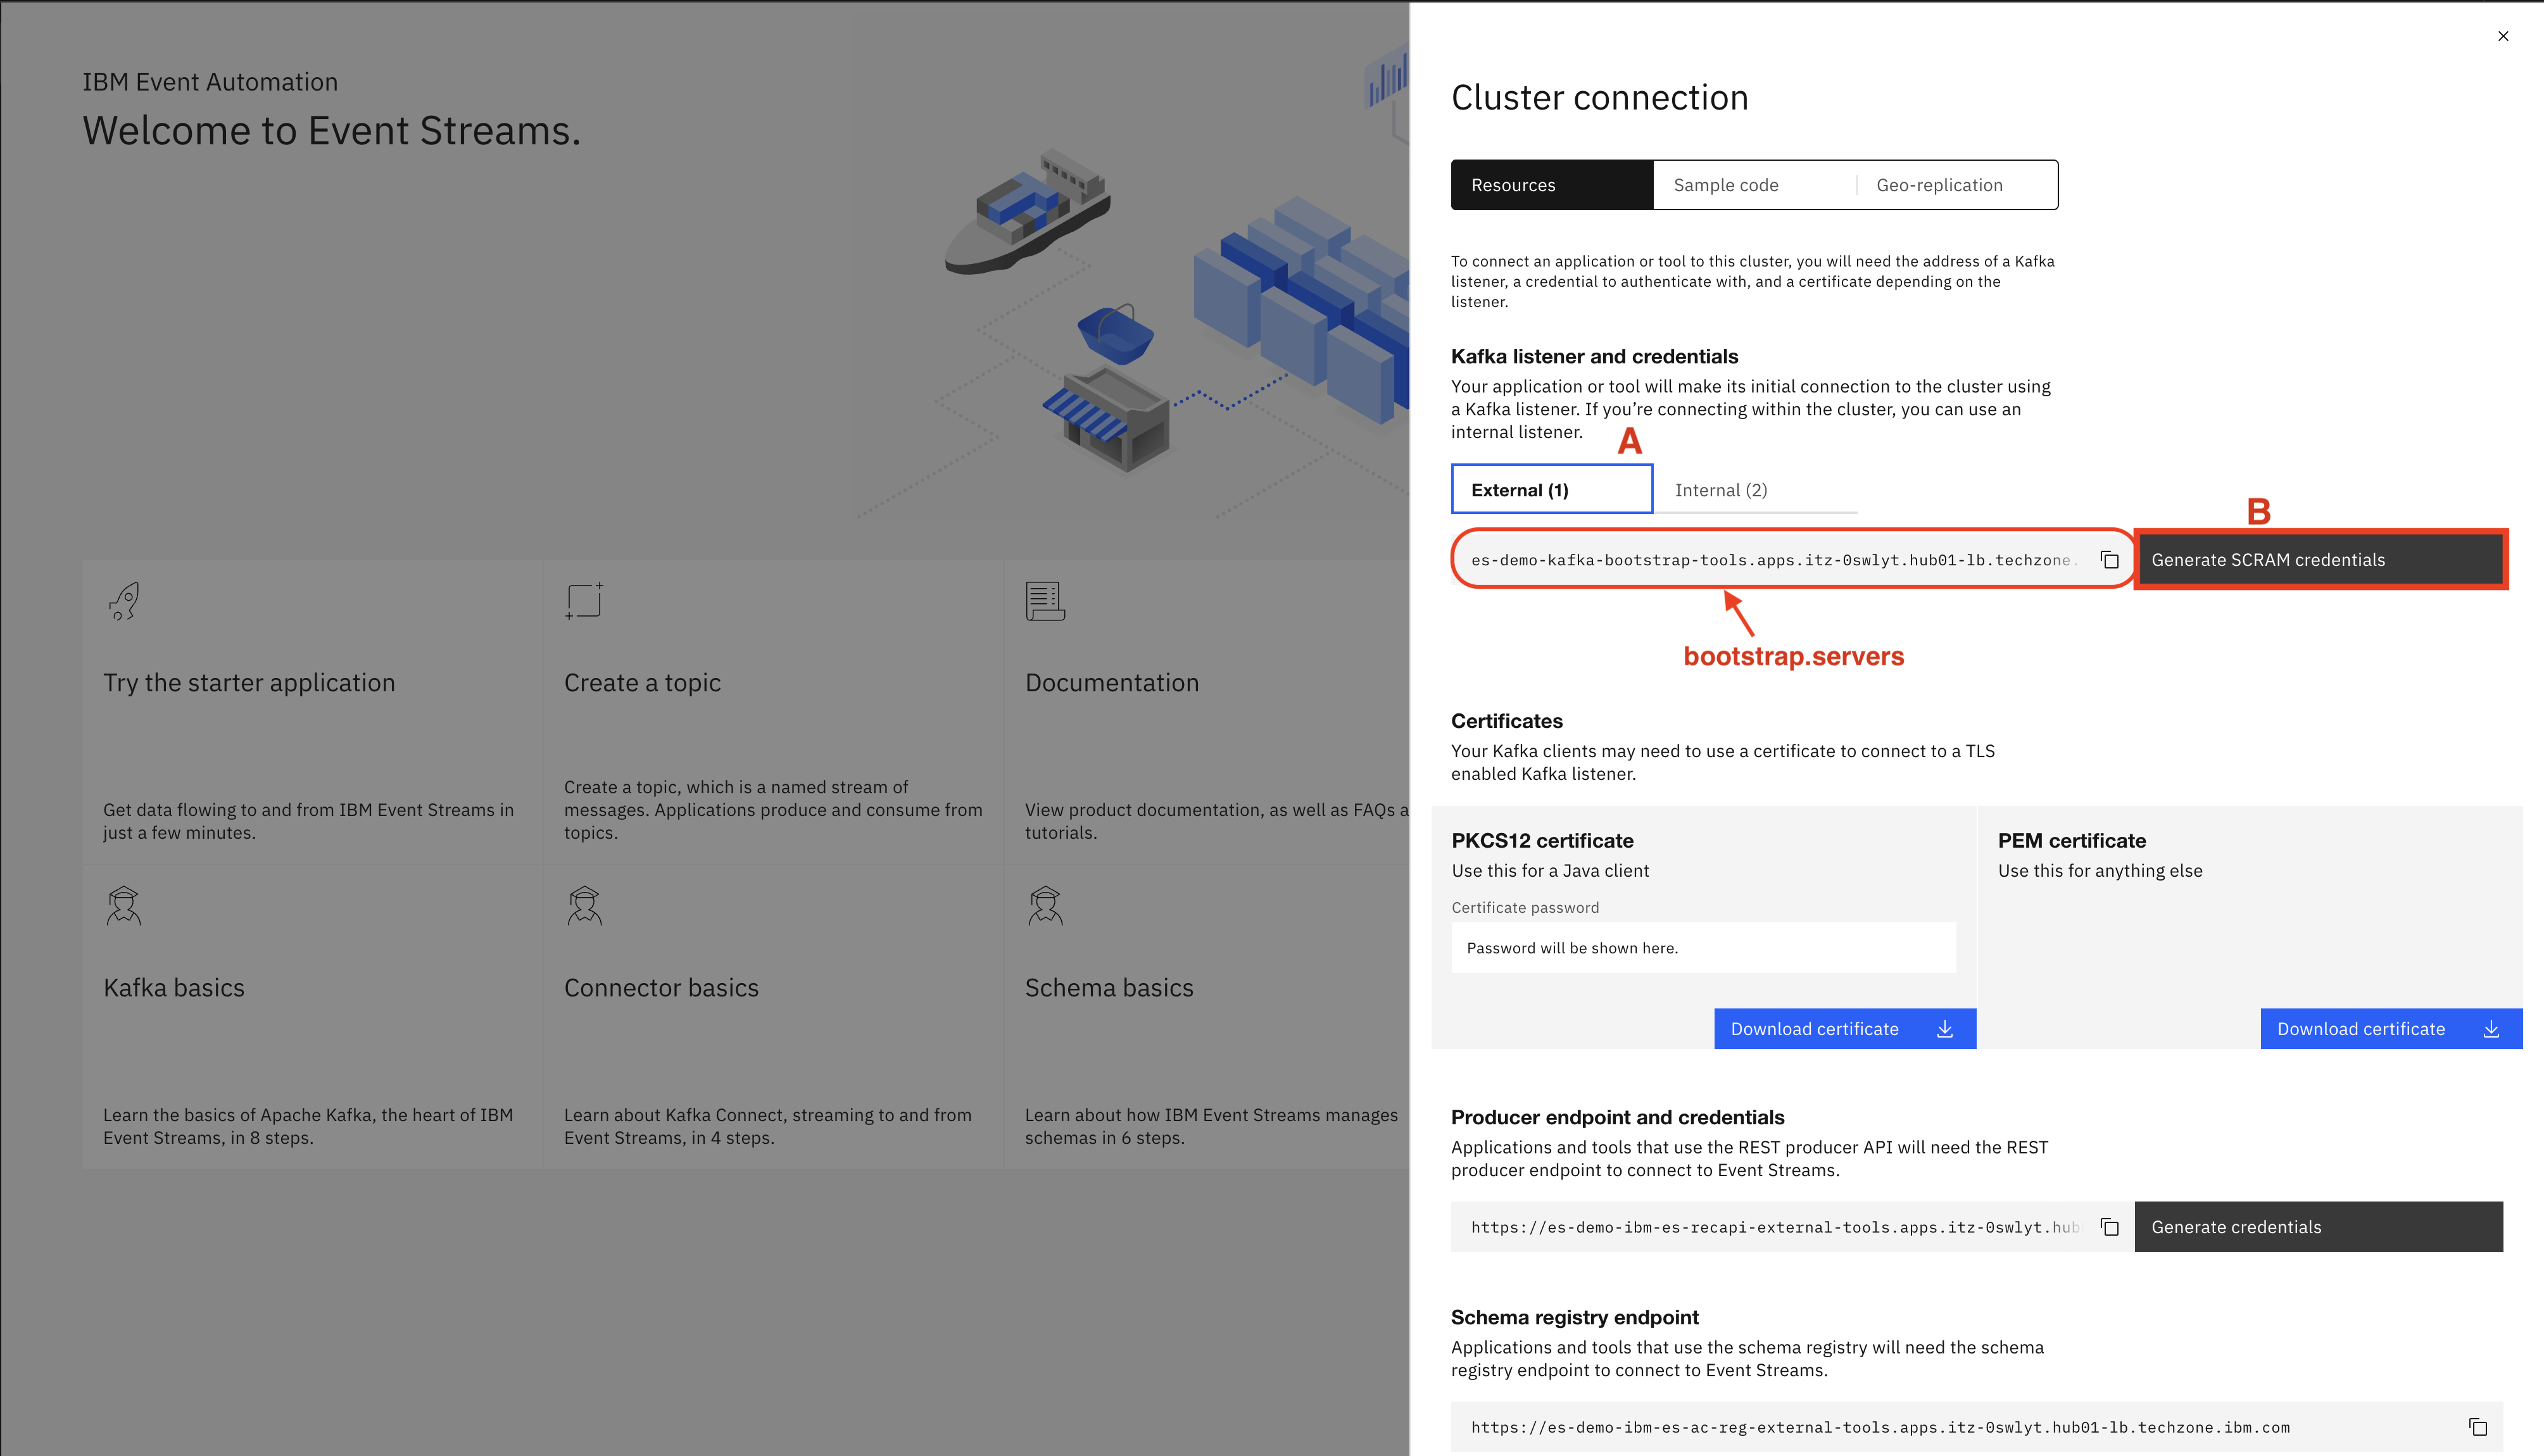 IBM Event Automation
Welcome to Event Streams.
Try the starter application
Get data flowing to and from IBM Event Streams in
just a few minutes.
Create a topic
Create a topic, which is a named stream of
messages. Applications produce and consume from
topics.
Documentation
View product documentation, as well as FAQs a
tutorials.
Kafka basics
Learn the basics of Apache Kafka, the heart of IBM
Event Streams, in 8 steps.
Connector basics
Learn about Kafka Connect, streaming to and from
Event Streams, in 4 steps.
Schema basics
Learn about how IBM Event Streams manages
schemas in 6 steps.
Cluster connection
Resources
Sample code
Geo-replication
To connect an application or tool to this cluster, you will need the address of a Kafka
listener, a credential to authenticate with, and a certificate depending on the
listener.
Kafka listener and credentials
Your application or tool will make its initial connection to the cluster using
a Kafka listener. If you’re connecting within the cluster, you can use an
internal listener.
A
External (1)
Internal (2)
B
es-demo-kafka-bootstrap-tools.apps.itz-0swlyt.hub01-lb.techzone.
Generate SCRAM credentials
bootstrap.servers
Certificates
Your Kafka clients may need to use a certificate to connect to a TLS
enabled Kafka listener.
PKCS12 certificate
Use this for a Java client
Certificate password
Password will be shown here.
Download certificate
PEM certificate
Use this for anything else
Download certificate
Producer endpoint and credentials
Applications and tools that use the REST producer API will need the REST
producer endpoint to connect to Event Streams.
https://es-demo-ibm-es-recapi-external-tools.apps.itz-0swlyt.hub
Generate credentials
Schema registry endpoint
Applications and tools that use the schema registry will need the schema
registry endpoint to connect to Event Streams.
https://es-demo-ibm-es-ac-reg-external-tools.apps.itz-0swlyt.hub01-lb.techzone.ibm.com